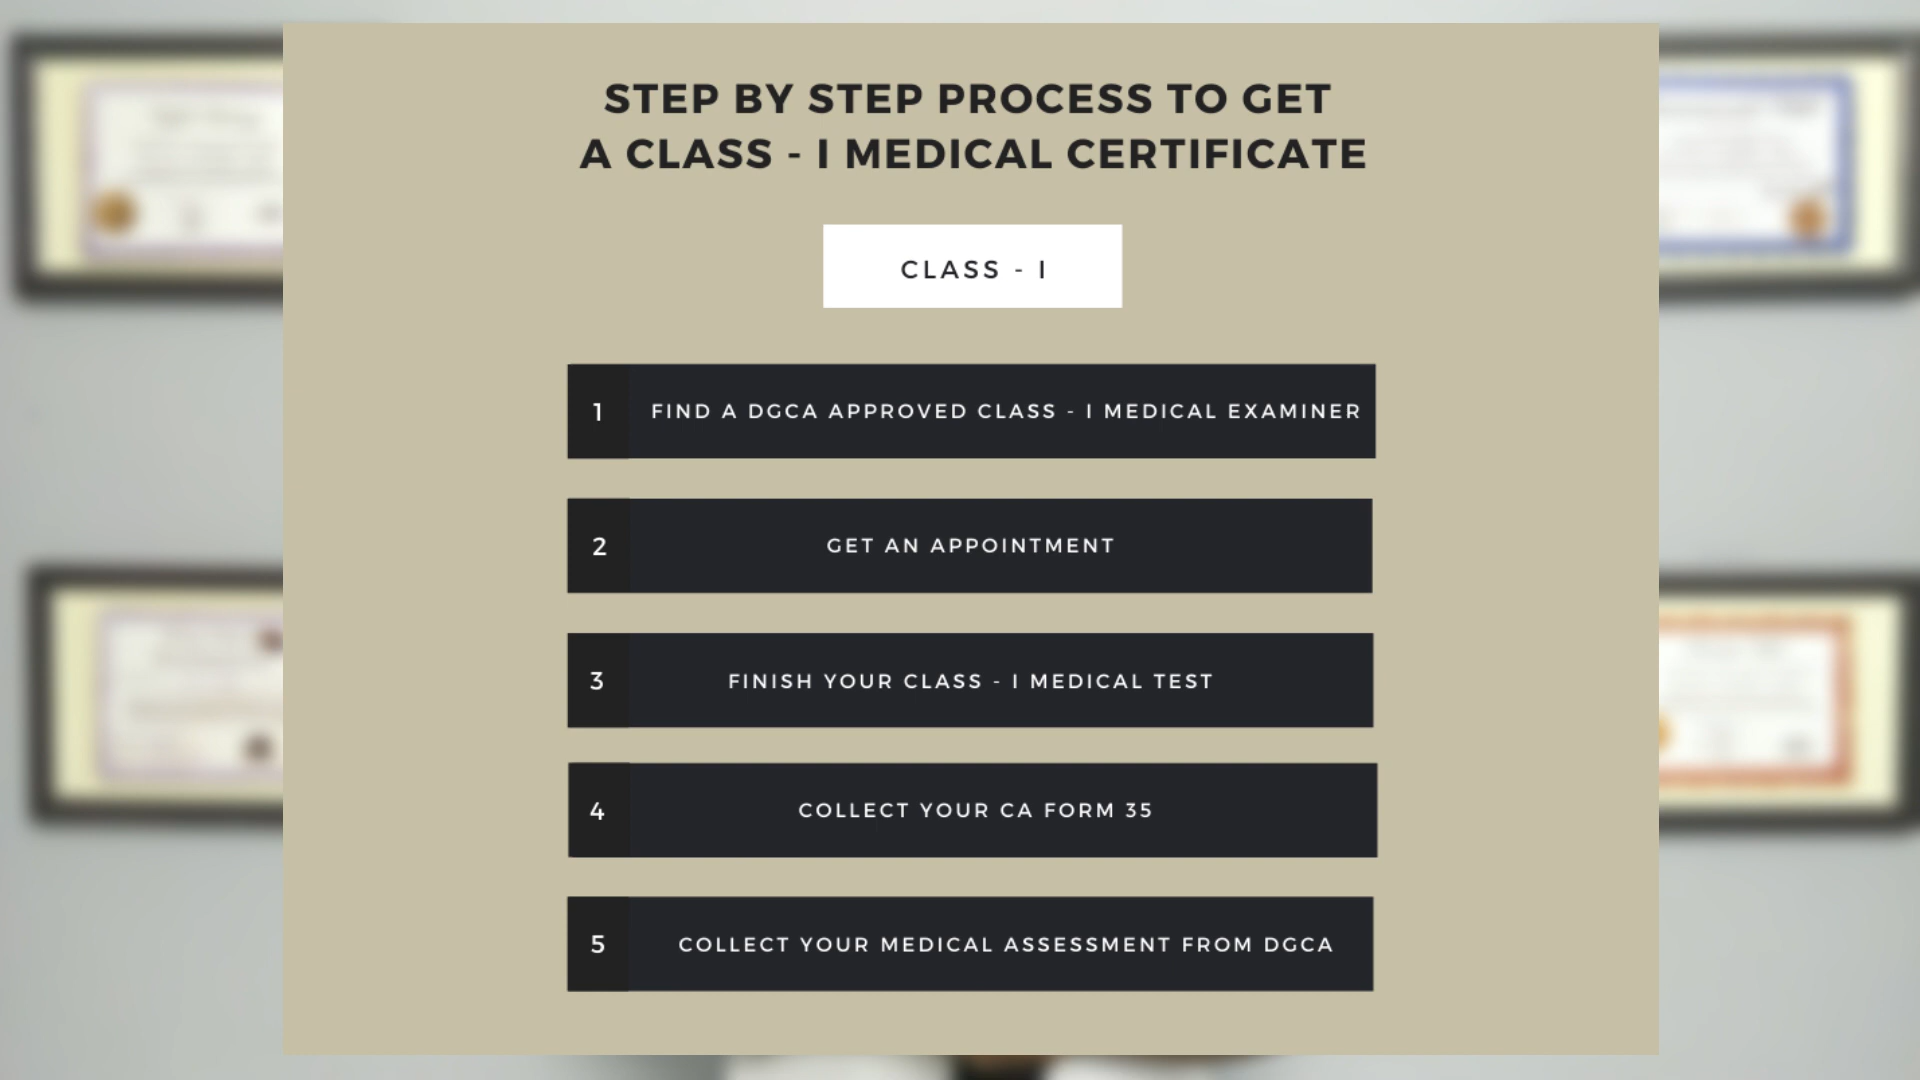 STEP BY STEP PROCESS TO GET
A CLASS - I MEDICAL CERTIFICATE
CLASS - I
1 FIND A DGCA APPROVED CLASS - I MEDICAL EXAMINER
2 GET AN APPOINTMENT
3 FINISH YOUR CLASS - I MEDICAL TEST
4 COLLECT YOUR CA FORM 35
5 COLLECT YOUR MEDICAL ASSESSMENT FROM DGCA